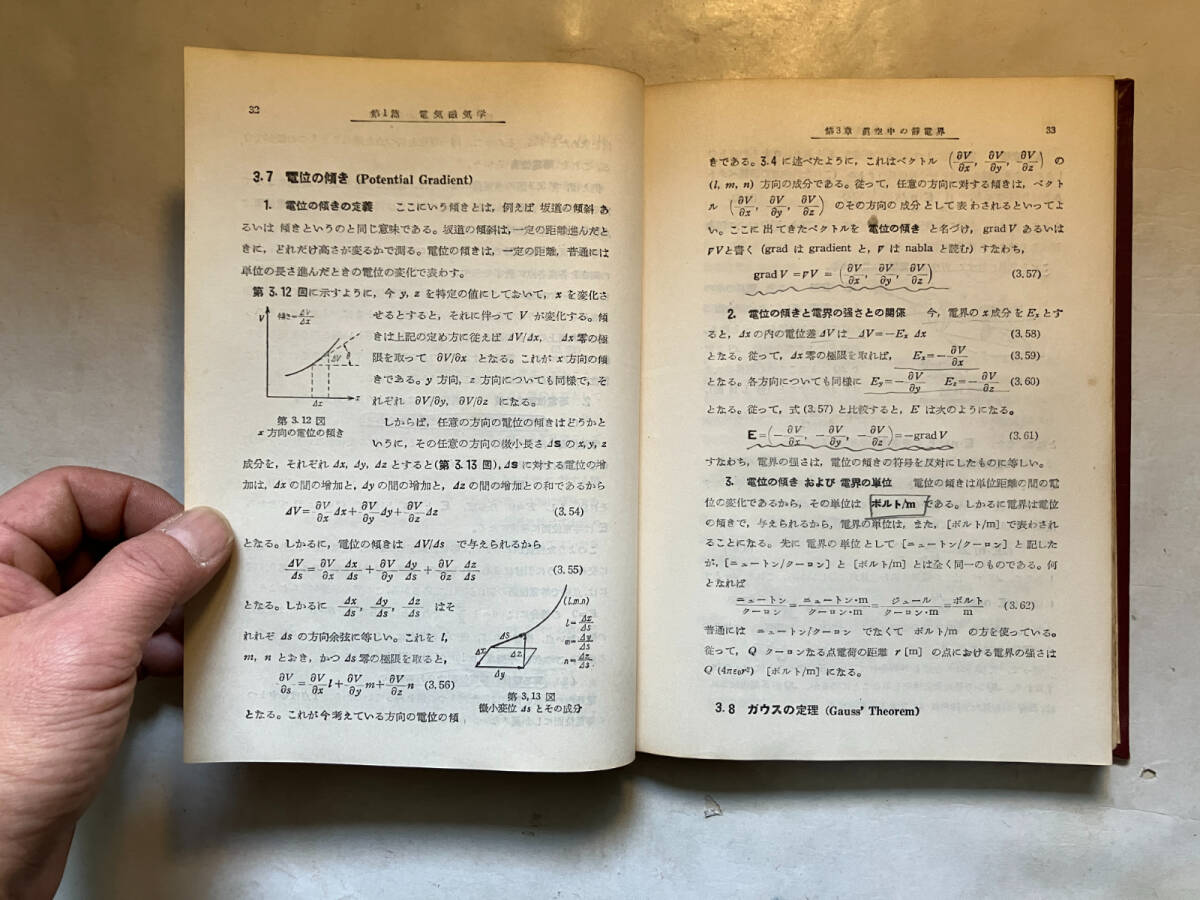 32
第1篇 電気磁気学
3.7 電位の傾き (Potential Gradient)
1. 電位の傾きの定義 ここにいう傾きとは，例えば 坂道の傾斜 あ
るいは 傾きというのと同じ意味である。坂道の傾斜は，一定の距離進んだと
きに，どれだけ高さが変るかで測る。電位の傾きは，一定の距離，普通には
単位の長さ進んだときの電位の変化で表わす。
第 3.12 図に示すように，今 y, z を特定の値にしておいて，x を変化さ
せるとすると，それに伴って V が変化する。傾
きは上記の定め方に従えば ΔV/Δx, Δx 零の極
限を取って ∂V/∂x となる。これが x 方向の傾
きである。y 方向，z 方向についても同様で，そ
れぞれ ∂V/∂y, ∂V/∂z になる。
V
傾き=ΔV/Δx
ΔV
θ
Δx
x
第 3.12 図
x 方向の電位の傾き
しからば，任意の方向の電位の傾きはどうかと
いうに，その任意の方向の微小長さ Δs の x, y, z
成分を，それぞれ Δx, Δy, Δz とすると(第 3.13 図)，Δs に対する電位の増
加は，Δx の間の増加と，Δy の間の増加と，Δz の間の増加との和であるから
ΔV=∂V/∂x Δx+∂V/∂y Δy+∂V/∂z Δz (3.54)
となる。しかるに，電位の傾きは ΔV/Δs で与えられるから
ΔV/Δs=∂V/∂x Δx/Δs+∂V/∂y Δy/Δs+∂V/∂z Δz/Δs (3.55)
となる。しかるに Δx/Δs, Δy/Δs, Δz/Δs はそ
れれぞ Δs の方向余弦に等しい。これを l,
m, n とおき，かつ Δs 零の極限を取ると，
∂V/∂s=∂V/∂x l+∂V/∂y m+∂V/∂z n (3.56)
(l,m,n)
l=Δx/Δs
m=Δy/Δs
n=Δz/Δs
Δs
Δx
Δz
Δy
第 3,13 図
微小変位 Δs とその成分
となる。これが今考えている方向の電位の傾
第3章 眞空中の靜電界
33
きである。3.4 に述べたように，これはベクトル (∂V/∂x, ∂V/∂y, ∂V/∂z) の
(l, m, n) 方向の成分である。従って，任意の方向に対する傾きは，ベクト
ル (∂V/∂x, ∂V/∂y, ∂V/∂z) のその方向の 成分として表わされるといってよ
い。ここに 出てきたベクトルを 電位の傾き と名づけ，grad V あるいは
∇Vと書く (grad は gradient と，∇ は nabla と読む) すなわち，
grad V =∇V = (∂V/∂x, ∂V/∂y, ∂V/∂z) (3.57)
2. 電位の傾きと電界の強さとの関係 今，電界の x 成分を Ex とす
ると，Δx の内の電位差 ΔV は ΔV=−Ex Δx (3.58)
となる。従って，Δx 零の極限を取れば， Ex=−∂V/∂x (3.59)
となる。各方向についても同様に Ey=−∂V/∂y Ez=−∂V/∂z (3.60)
となる。従って，式 (3.57) と比較すると，E は次のようになる。
E=(−∂V/∂x, −∂V/∂y, −∂V/∂z)=−grad V (3.61)
すなわち，電界の強さは，電位の傾きの符号を反対にしたものに等しい。
3. 電位の傾き および 電界の単位 電位の傾きは単位距離の間の電
位の変化であるから，その単位は ボルト/m である。しかるに電界は電位
の傾きで，与えられるから，電界の単位は，また，[ボルト/m] で表わされ
ることになる。先に 電界の単位として [ニュートン/クーロン] と記した
が，[ニュートン/クーロン] と [ボルト/m] とは全く同一のものである。何
となれば
ニュートン/クーロン=ニュートン・m/クーロン・m=ジュール/クーロン・m=ボルト/m (3.62)
普通には ニュートン/クーロン でなくて ボルト/m の方を使っている。
従って，Q クーロンなる点電荷の距離 r [m] の点における電界の強さは
Q (4πε₀r²) [ボルト/m] になる。
3.8 ガウスの定理 (Gauss' Theorem)